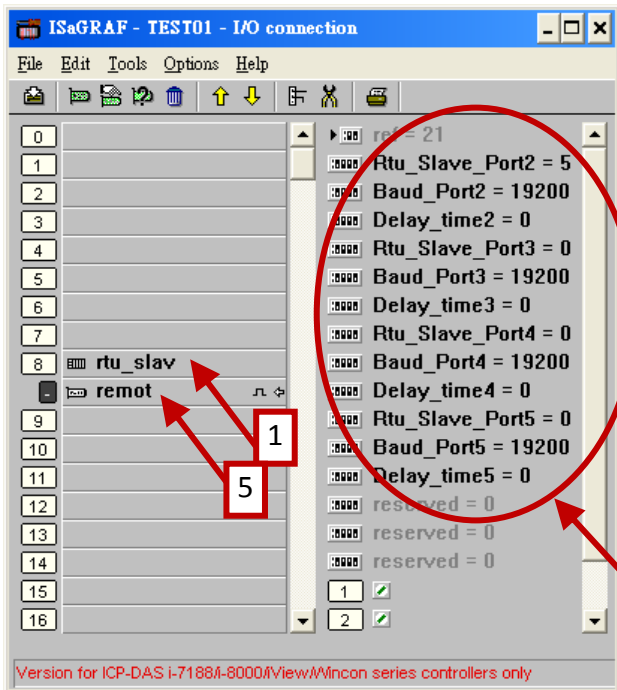 ISaGRAF - TEST01 - I/O connection
File Edit Tools Options Help
0
1
2
3
4
5
6
7
8 rtu_slav
- remot
9
10
11
12
13
14
15
16
1
5
ref = 21
Rtu_Slave_Port2 = 5
Baud_Port2 = 19200
Delay_time2 = 0
Rtu_Slave_Port3 = 0
Baud_Port3 = 19200
Delay_time3 = 0
Rtu_Slave_Port4 = 0
Baud_Port4 = 19200
Delay_time4 = 0
Rtu_Slave_Port5 = 0
Baud_Port5 = 19200
Delay_time5 = 0
reserved = 0
reserved = 0
reserved = 0
1
2
Version for ICP-DAS i-7188/i-8000/iView/Wincon series controllers only